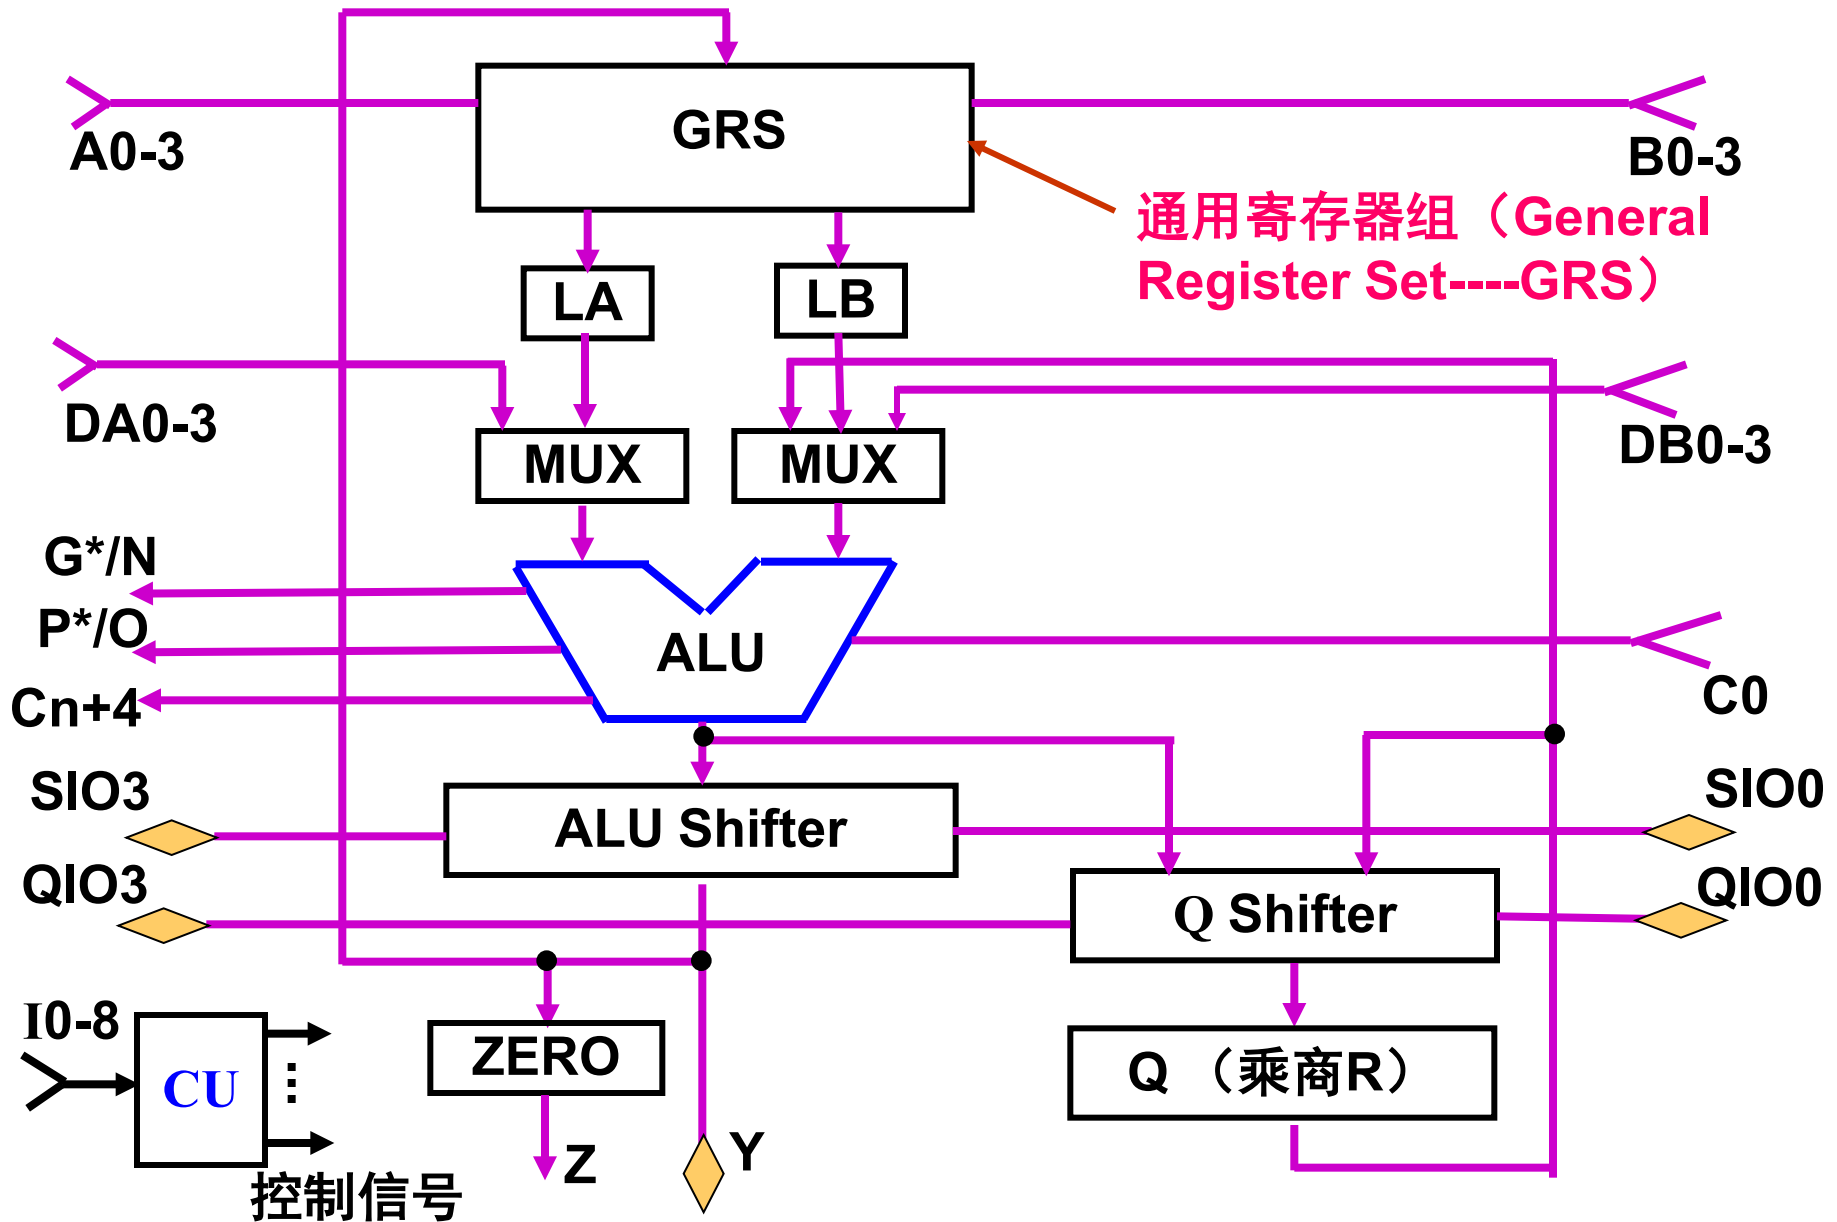 GRS
A0-3
B0-3
通用寄存器组（General
Register Set----GRS）
LA
LB
DA0-3
DB0-3
MUX
MUX
G*/N
P*/O
ALU
Cn+4
C0
SIO3
SIO0
ALU Shifter
QIO3
QIO0
Q Shifter
I0-8
CU
ZERO
Q （乘商R）
Z
Y
控制信号